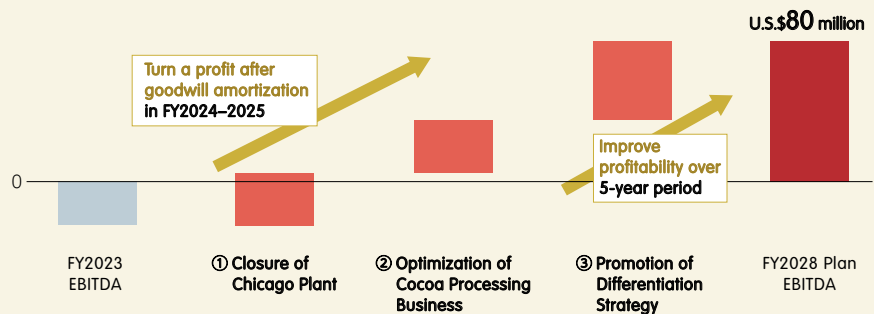 U.S.$80 million
Turn a profit after
goodwill amortization
in FY2024–2025
Improve
profitability over
5-year period
0
FY2023
EBITDA
① Closure of
Chicago Plant
② Optimization of
Cocoa Processing
Business
③ Promotion of
Differentiation
Strategy
FY2028 Plan
EBITDA